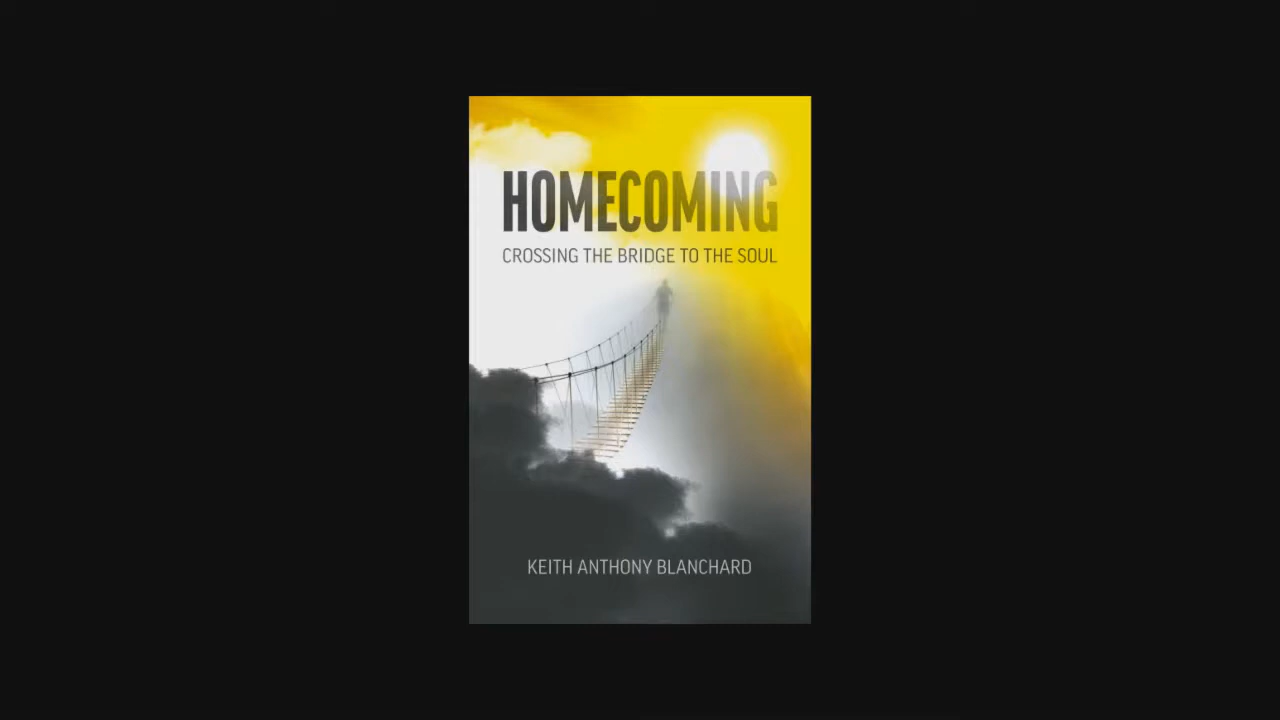 HOMECOMING
CROSSING THE BRIDGE TO THE SOUL
KEITH ANTHONY BLANCHARD